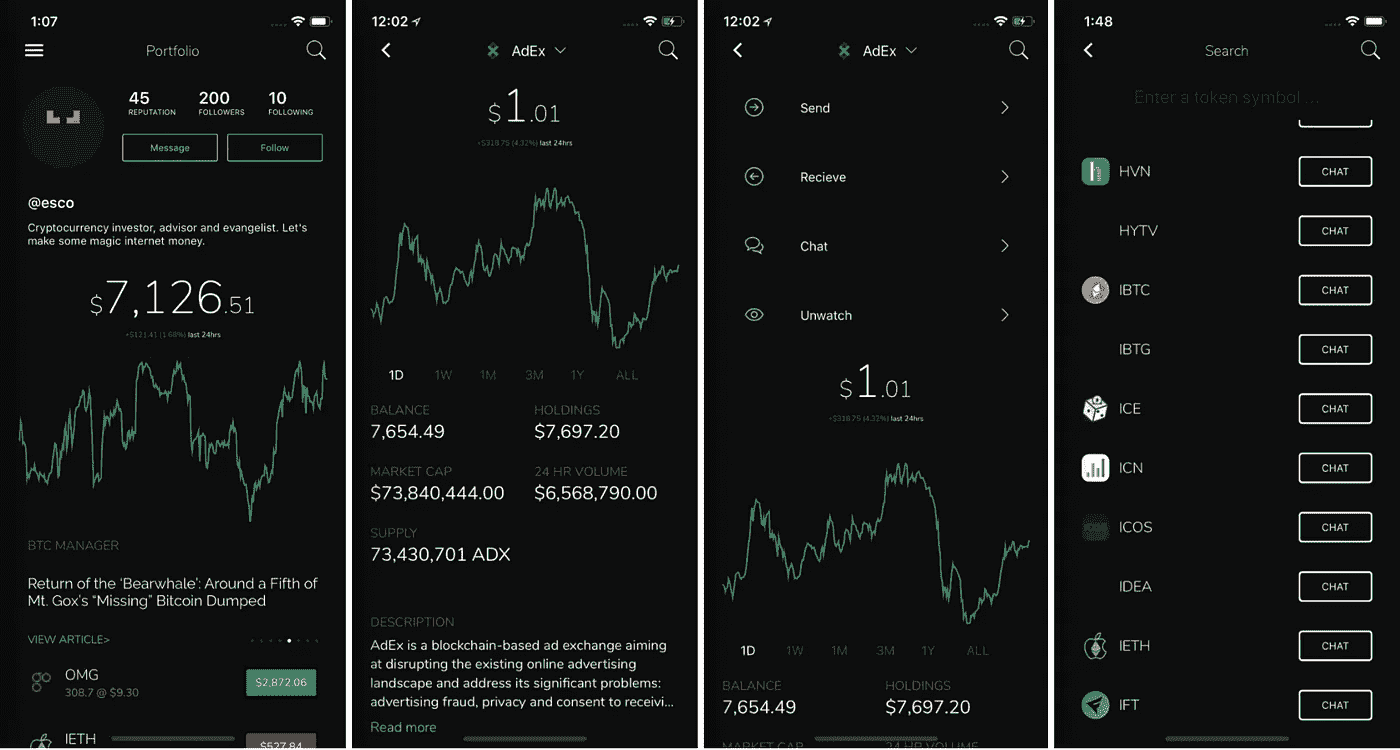 1:07
Portfolio
45 200 10
REPUTATION FOLLOWERS FOLLOWING
Message Follow
@esco
Cryptocurrency investor, advisor and evangelist. Let's
make some magic internet money.
$7,126.51
+$121.41 (1.68%) last 24hrs
BTC MANAGER
Return of the ‘Bearwhale’: Around a Fifth of
Mt. Gox’s “Missing” Bitcoin Dumped
VIEW ARTICLE>
OMG
308.7 @ $9.30
$2,872.06
IETH
$527.84
12:02
AdEx
$1.01
+$318.75 (4.32%) last 24hrs
1D 1W 1M 3M 1Y ALL
BALANCE HOLDINGS
7,654.49 $7,697.20
MARKET CAP 24 HR VOLUME
$73,840,444.00 $6,568,790.00
SUPPLY
73,430,701 ADX
DESCRIPTION
AdEx is a blockchain-based ad exchange aiming
at disrupting the existing online advertising
landscape and address its significant problems:
advertising fraud, privacy and consent to receivi...
Read more
12:02
AdEx
Send
Recieve
Chat
Unwatch
$1.01
+$318.75 (4.32%) last 24hrs
1D 1W 1M 3M 1Y ALL
BALANCE HOLDINGS
7,654.49 $7,697.20
MARKET CAP 24 HR VOLUME
1:48
Search
Enter a token symbol ...
HVN CHAT
HYTV CHAT
IBTC CHAT
IBTG CHAT
ICE CHAT
ICN CHAT
ICOS CHAT
IDEA CHAT
IETH CHAT
IFT CHAT